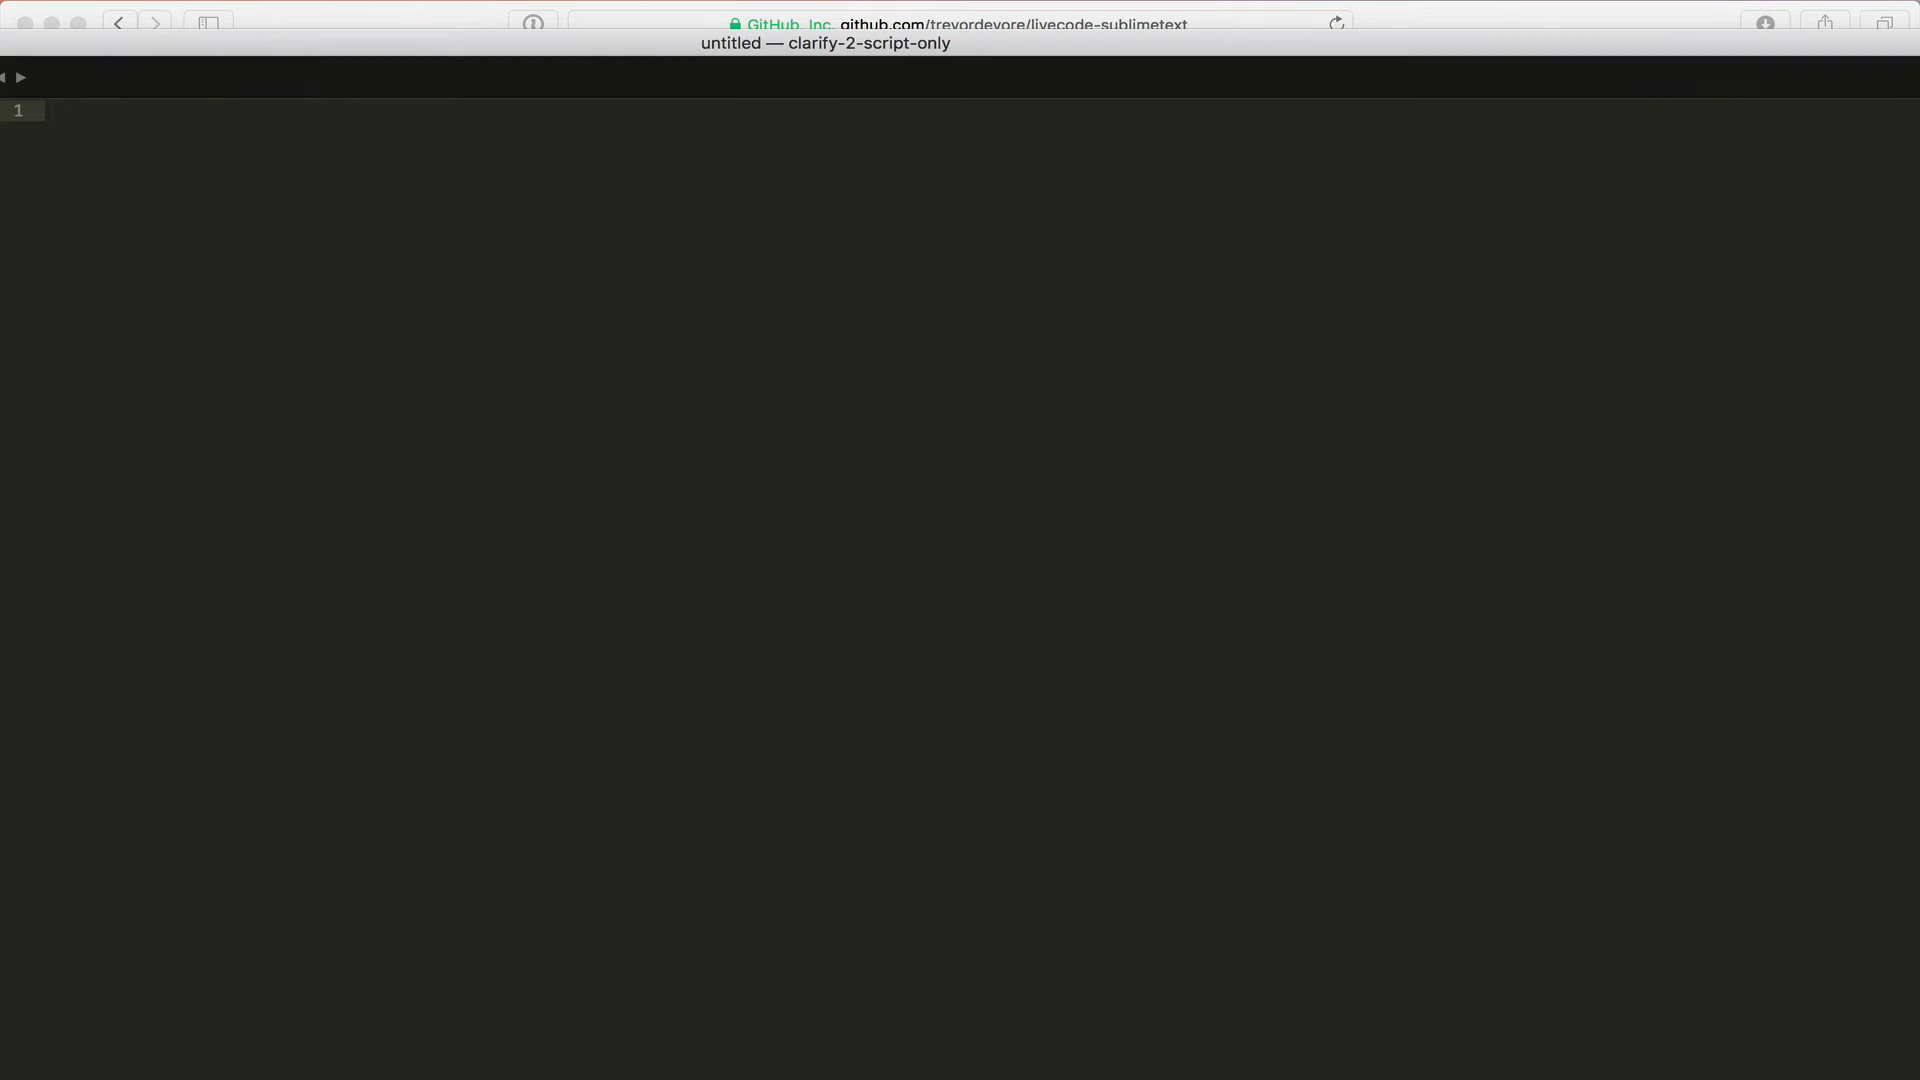 GitHub, Inc. github.com/trevordevore/livecode-sublimetext
untitled — clarify-2-script-only
1